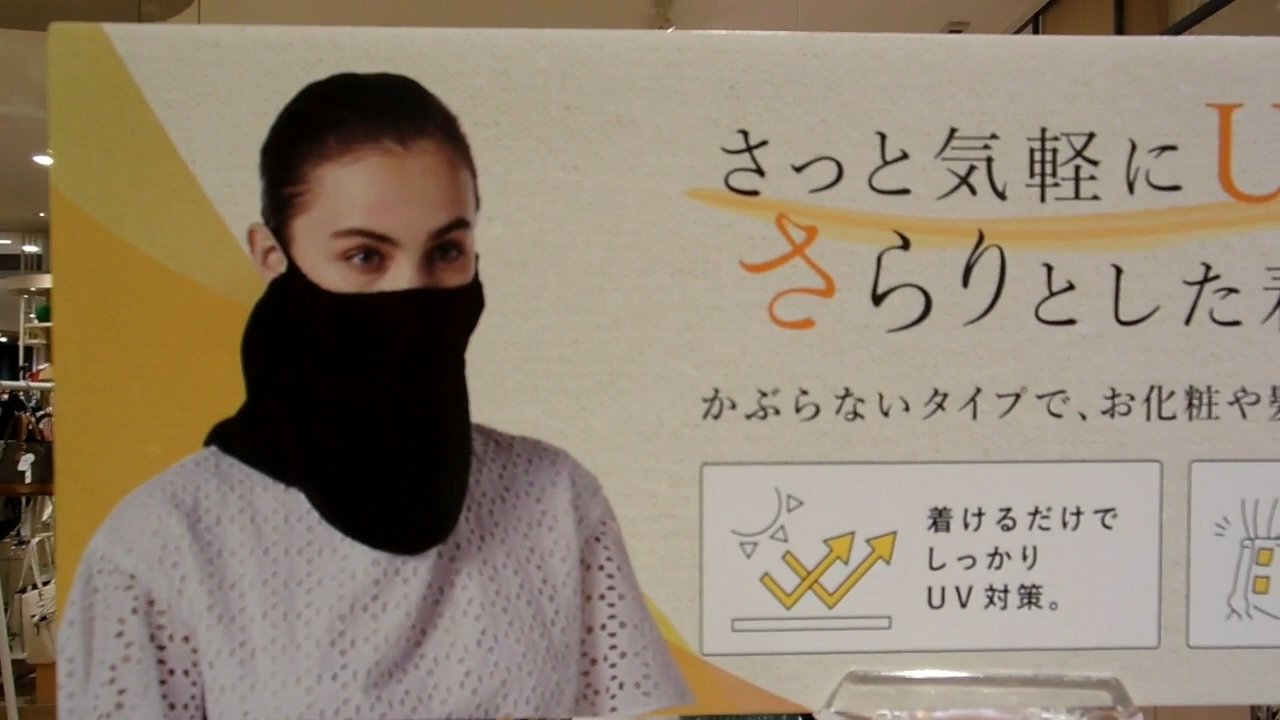 さっと気軽にU
さらりとした
かぶらないタイプで、お化粧や
着けるだけで
しっかり
UV対策。